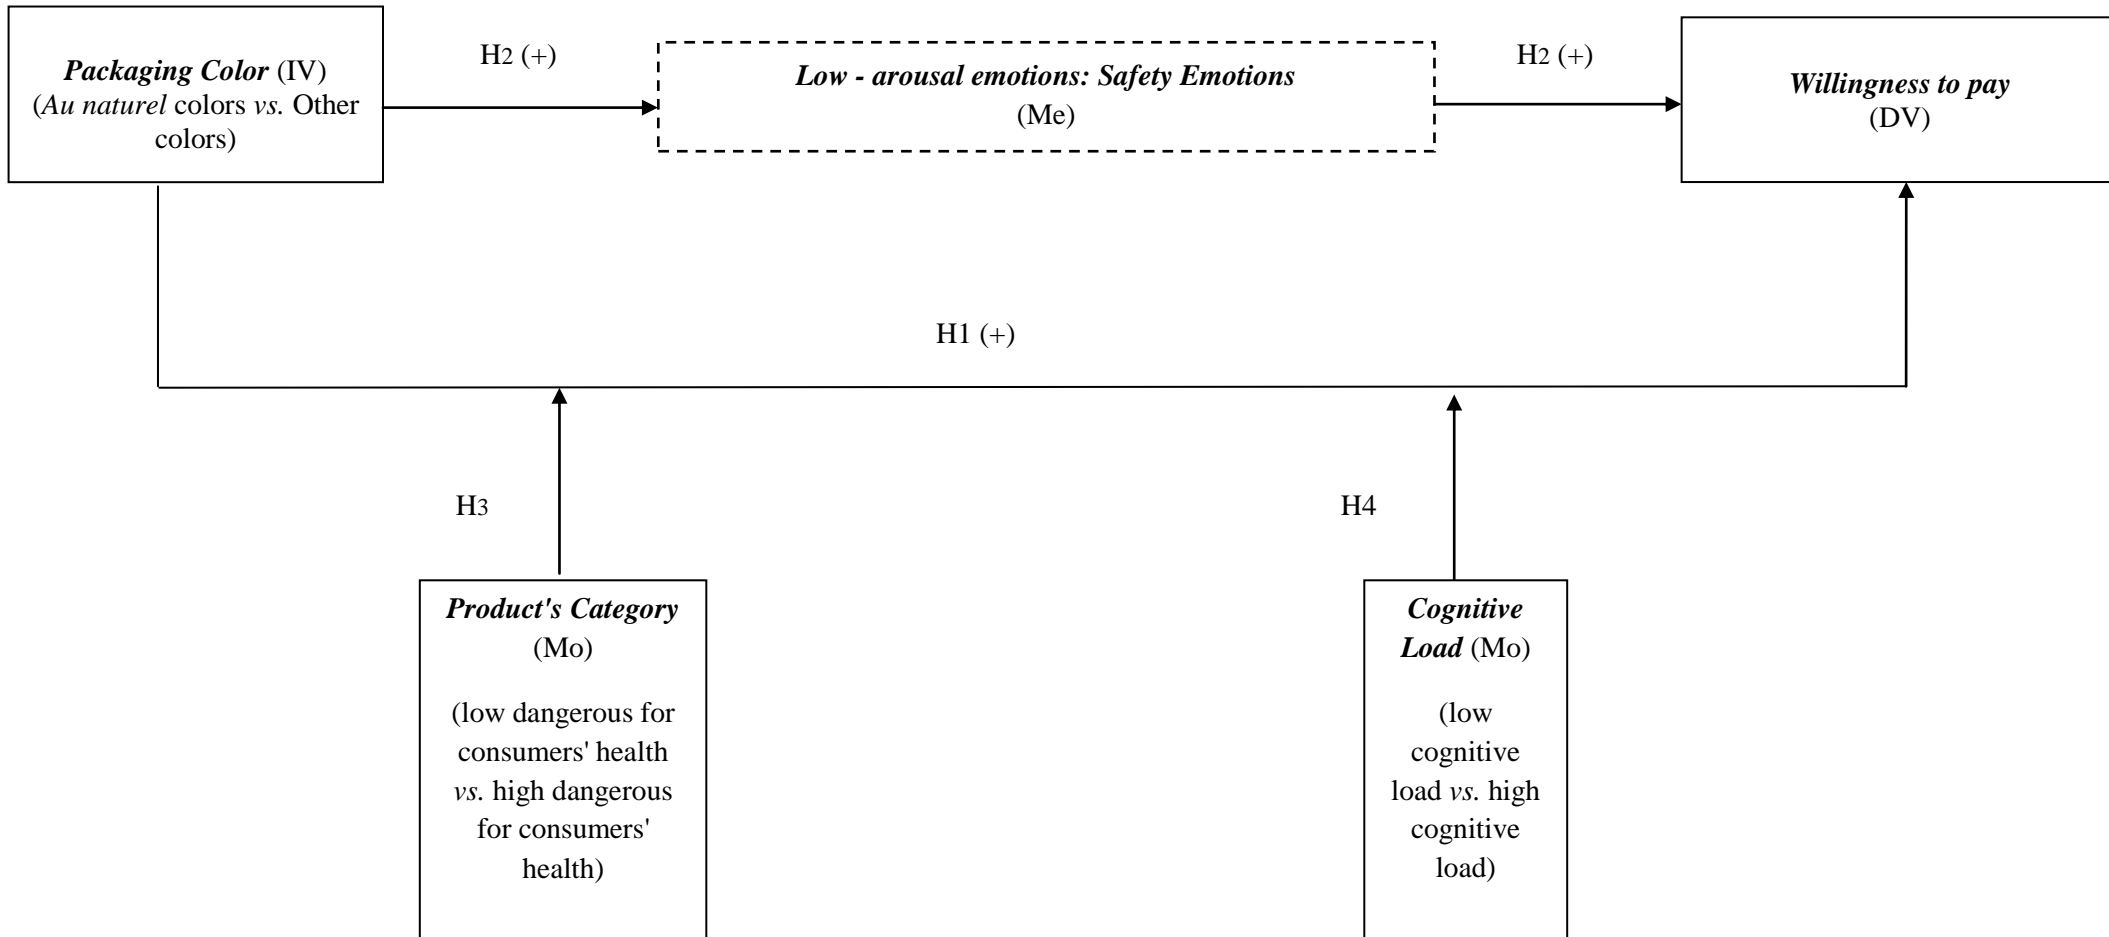 Packaging Color (IV)
(Au naturel colors vs. Other
colors)
H2 (+)
Low - arousal emotions: Safety Emotions
(Me)
H2 (+)
Willingness to pay
(DV)
H1 (+)
H3
H4
Product's Category
(Mo)
(low dangerous for
consumers' health
vs. high dangerous
for consumers'
health)
Cognitive
Load (Mo)
(low
cognitive
load vs. high
cognitive
load)